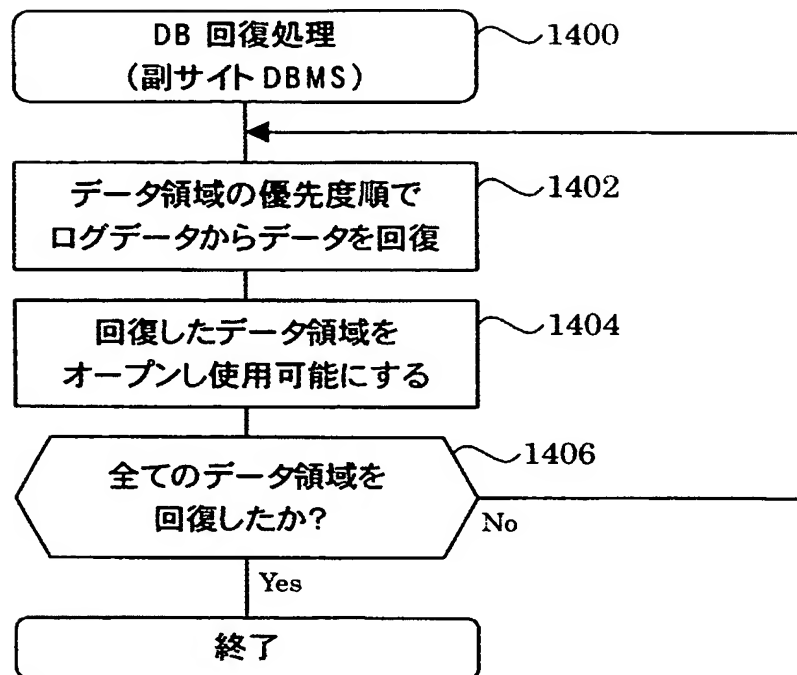 DB 回復処理
(副サイト DBMS)
1400
データ領域の優先度順で
ログデータからデータを回復
1402
回復したデータ領域を
オープンし使用可能にする
1404
全てのデータ領域を
回復したか?
1406
No
Yes
終了